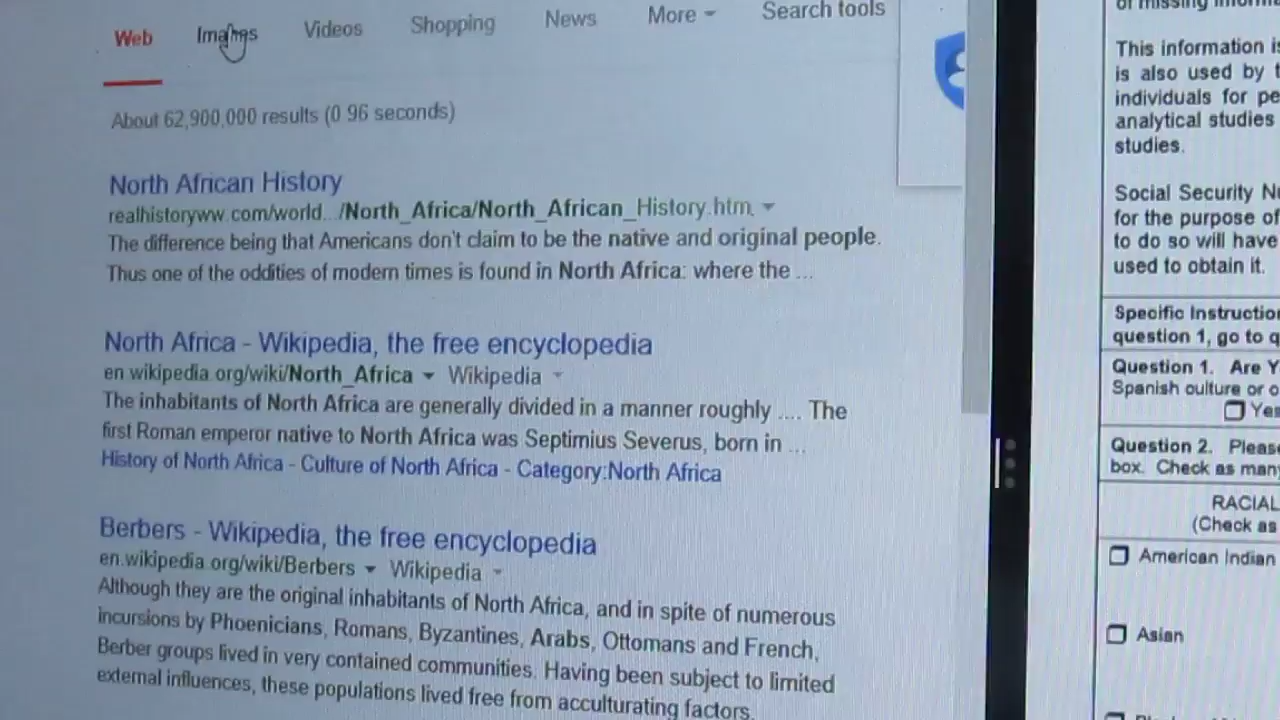 Web Images Videos Shopping News More Search tools
About 62,900,000 results (0 96 seconds)
North African History
realhistoryww.com/world.../North_Africa/North_African_History.htm
The difference being that Americans don't claim to be the native and original people.
Thus one of the oddities of modern times is found in North Africa: where the ...
North Africa - Wikipedia, the free encyclopedia
en.wikipedia.org/wiki/North_Africa Wikipedia
The inhabitants of North Africa are generally divided in a manner roughly .... The
first Roman emperor native to North Africa was Septimius Severus, born in ...
History of North Africa - Culture of North Africa - Category:North Africa
Berbers - Wikipedia, the free encyclopedia
en.wikipedia.org/wiki/Berbers Wikipedia
Although they are the original inhabitants of North Africa, and in spite of numerous
incursions by Phoenicians, Romans, Byzantines, Arabs, Ottomans and French,
Berber groups lived in very contained communities. Having been subject to limited
external influences, these populations lived free from acculturating factors.
of missing
This information is
is also used by
individuals for
analytical studies
studies.
Social Security
for the purpose of
to do so will have
used to obtain it.
Specific
question 1, go to
Question 1. Are
Spanish culture or
Question 2.
box. Check as many
RACIAL
(Check as
American Indian
Asian